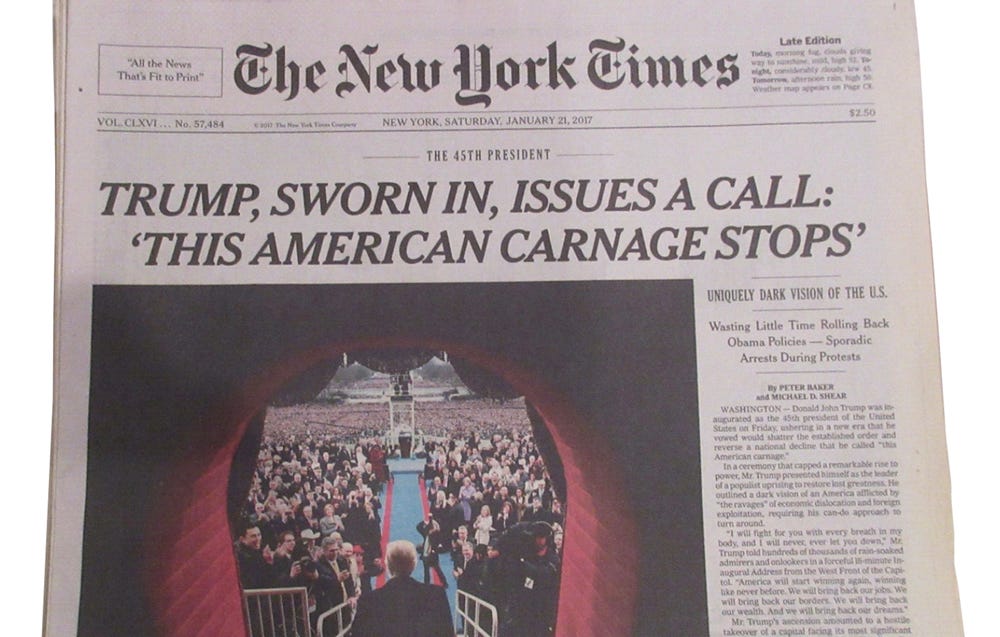 "All the News
That's Fit to Print"
The New York Times
Late Edition
Today, morning fog, clouds giving
way to sunshine, mild, high 52. To-
night, considerably cloudy, low 45.
Tomorrow, afternoon rain, high 50.
Weather map appears on Page C8.
$2.50
VOL. CLXVI . . . No. 57,484
© 2017 The New York Times Company
NEW YORK, SATURDAY, JANUARY 21, 2017
THE 45TH PRESIDENT
TRUMP, SWORN IN, ISSUES A CALL:
‘THIS AMERICAN CARNAGE STOPS’
UNIQUELY DARK VISION OF THE U.S.
Wasting Little Time Rolling Back
Obama Policies — Sporadic
Arrests During Protests
By PETER BAKER
and MICHAEL D. SHEAR
WASHINGTON — Donald John Trump was in-
augurated as the 45th president of the United
States on Friday, ushering in a new era that he
vowed would shatter the established order and
reverse a national decline that he called "this
American carnage."
In a ceremony that capped a remarkable rise to
power, Mr. Trump presented himself as the leader
of a populist uprising to restore lost greatness. He
outlined a dark vision of an America afflicted by
"the ravages" of economic dislocation and foreign
exploitation, requiring his can-do approach to
turn around.
"I will fight for you with every breath in my
body, and I will never, ever let you down," Mr.
Trump told hundreds of thousands of rain-soaked
admirers and onlookers in a forceful 16-minute In-
augural Address from the West Front of the Capi-
tol. "America will start winning again, winning
like never before. We will bring back our jobs. We
will bring back our borders. We will bring back
our wealth. And we will bring back our dreams."
Mr. Trump's ascension amounted to a hostile
takeover of a capital facing its most significant